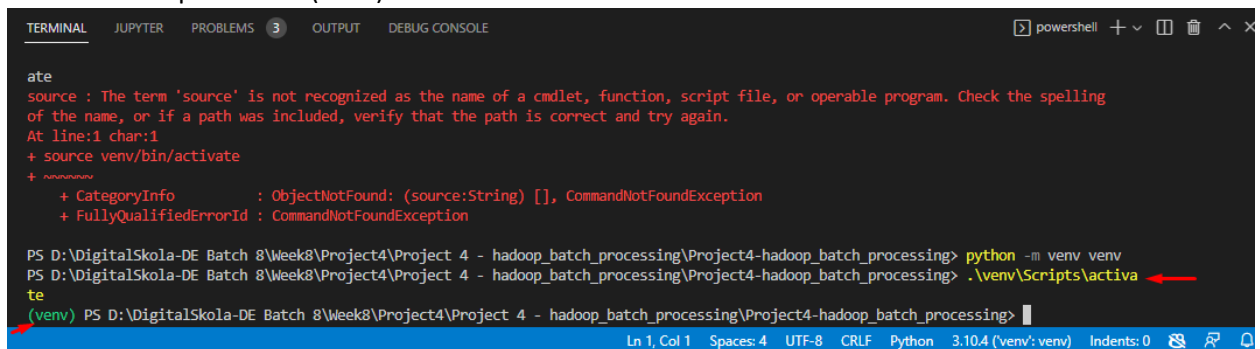 TERMINAL JUPYTER PROBLEMS 3 OUTPUT DEBUG CONSOLE powershell
ate
source : The term 'source' is not recognized as the name of a cmdlet, function, script file, or operable program. Check the spelling
of the name, or if a path was included, verify that the path is correct and try again.
At line:1 char:1
+ source venv/bin/activate
+ ~~~~~~
+ CategoryInfo : ObjectNotFound: (source:String) [], CommandNotFoundException
+ FullyQualifiedErrorId : CommandNotFoundException
PS D:\DigitalSkola-DE Batch 8\Week8\Project4\Project 4 - hadoop_batch_processing\Project4-hadoop_batch_processing> python -m venv venv
PS D:\DigitalSkola-DE Batch 8\Week8\Project4\Project 4 - hadoop_batch_processing\Project4-hadoop_batch_processing> .\venv\Scripts\activa
te
(venv) PS D:\DigitalSkola-DE Batch 8\Week8\Project4\Project 4 - hadoop_batch_processing\Project4-hadoop_batch_processing>
Ln 1, Col 1 Spaces: 4 UTF-8 CRLF Python 3.10.4 ('venv': venv) Indents: 0